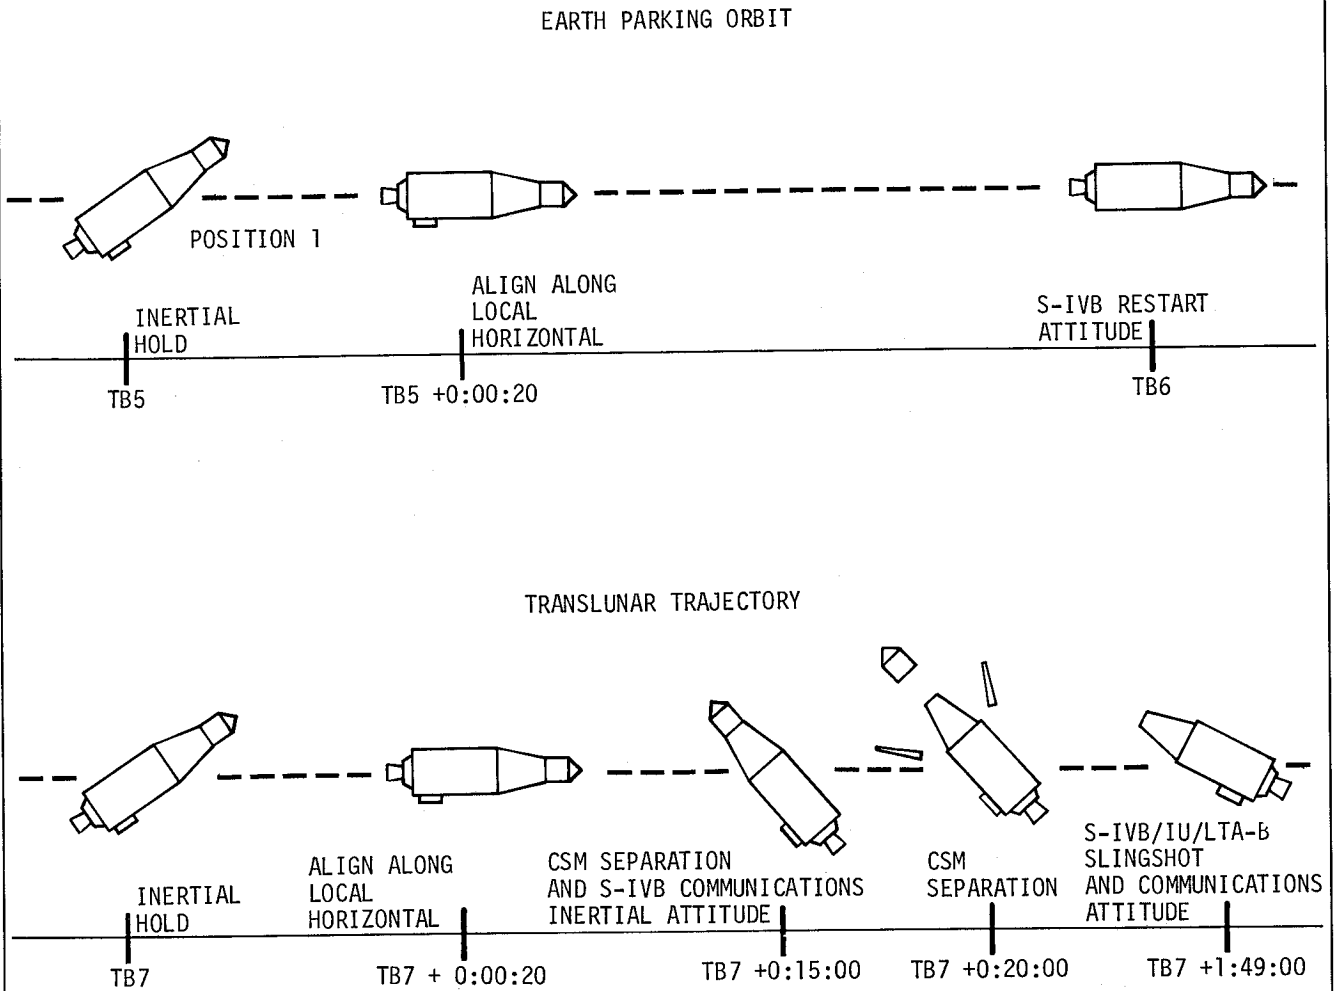 EARTH PARKING ORBIT
POSITION 1
INERTIAL
HOLD
ALIGN ALONG
LOCAL
HORIZONTAL
S-IVB RESTART
ATTITUDE
TB5
TB5 +0:00:20
TB6
TRANSLUNAR TRAJECTORY
INERTIAL
HOLD
ALIGN ALONG
LOCAL
HORIZONTAL
CSM SEPARATION
AND S-IVB COMMUNICATIONS
INERTIAL ATTITUDE
CSM
SEPARATION
S-IVB/IU/LTA-B
SLINGSHOT
AND COMMUNICATIONS
ATTITUDE
TB7
TB7 + 0:00:20
TB7 +0:15:00
TB7 +0:20:00
TB7 +1:49:00